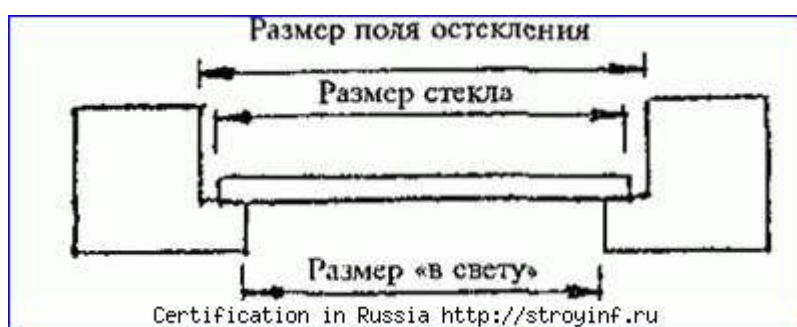 Размер поля остекления
Размер стекла
Размер «в свету»
Certification in Russia http://stroyinf.ru